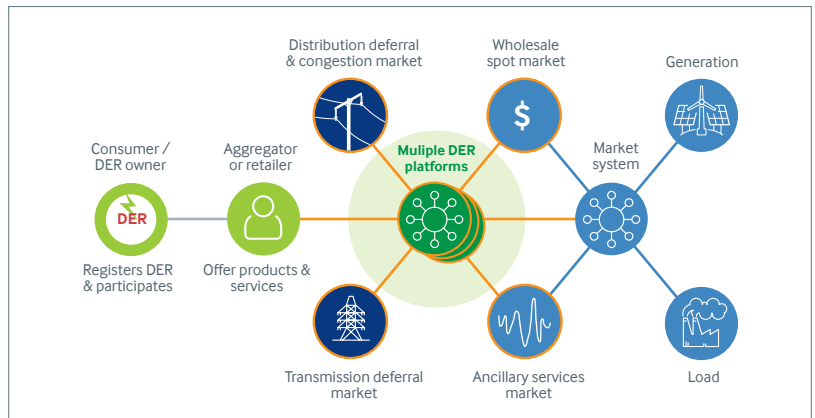 Distribution deferral
& congestion market
Wholesale
spot market
Generation
$
Consumer /
DER owner
Aggregator
or retailer
Muliple DER
platforms
Market
system
DER
Registers DER
& participates
Offer products &
services
Transmission deferral
market
Ancillary services
market
Load